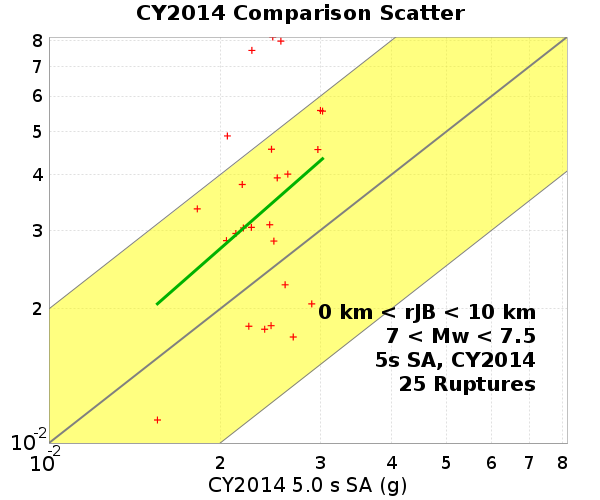 CY2014 Comparison Scatter
8
7
6
5
4
3
2
10-2
0 km < rJB < 10 km
7 < Mw < 7.5
5s SA, CY2014
25 Ruptures
10-2 2 3 4 5 6 7 8
CY2014 5.0 s SA (g)